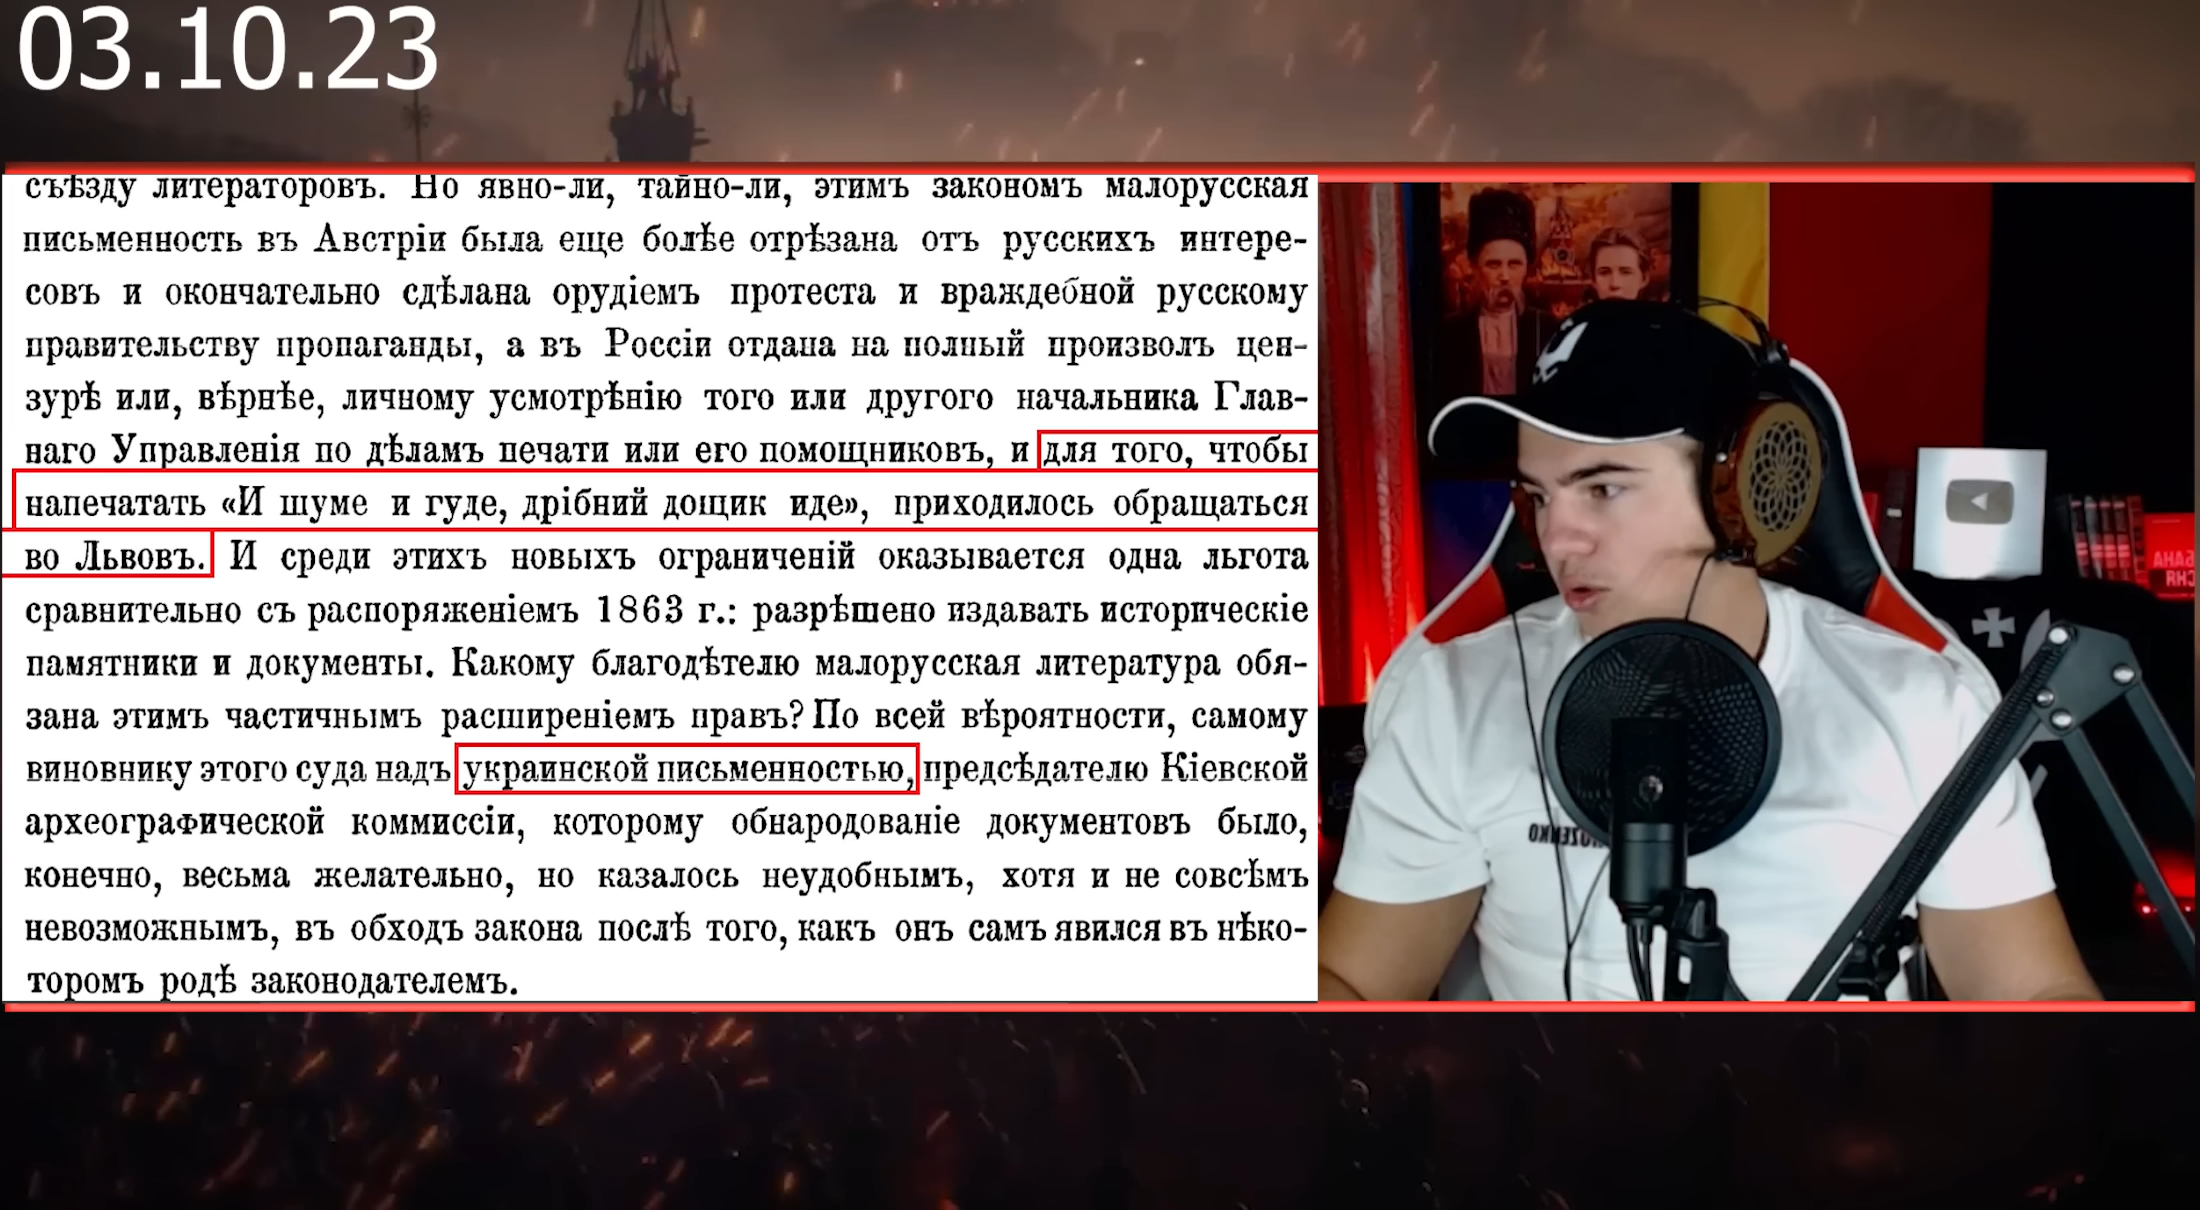 03.10.23
съѣзду литераторовъ. Но явно-ли, тайно-ли, этимъ закономъ малорусская
письменность въ Австріи была еще болѣе отрѣзана отъ русскихъ интере-
совъ и окончательно сдѣлана орудіемъ протеста и враждебной русскому
правительству пропаганды, а въ Россіи отдана на полный произволъ цен-
зурѣ или, вѣрнѣе, личному усмотрѣнію того или другого начальника Глав-
наго Управленія по дѣламъ печати или его помощниковъ, и для того, чтобы
напечатать «И шуме и гуде, дрібний дощик иде», приходилось обращаться
во Львовъ. И среди этихъ новыхъ ограниченій оказывается одна льгота
сравнительно съ распоряженіемъ 1863 г.: разрѣшено издавать историческіе
памятники и документы. Какому благодѣтелю малорусская литература обя-
зана этимъ частичнымъ расширеніемъ правъ? По всей вѣроятности, самому
виновнику этого суда надъ украинской письменностью, предсѣдателю Кіевской
археографической коммиссіи, которому обнародованіе документовъ было,
конечно, весьма желательно, но казалось неудобнымъ, хотя и не совсѣмъ
невозможнымъ, въ обходъ закона послѣ того, какъ онъ самъ явился въ нѣко-
торомъ родѣ законодателемъ.